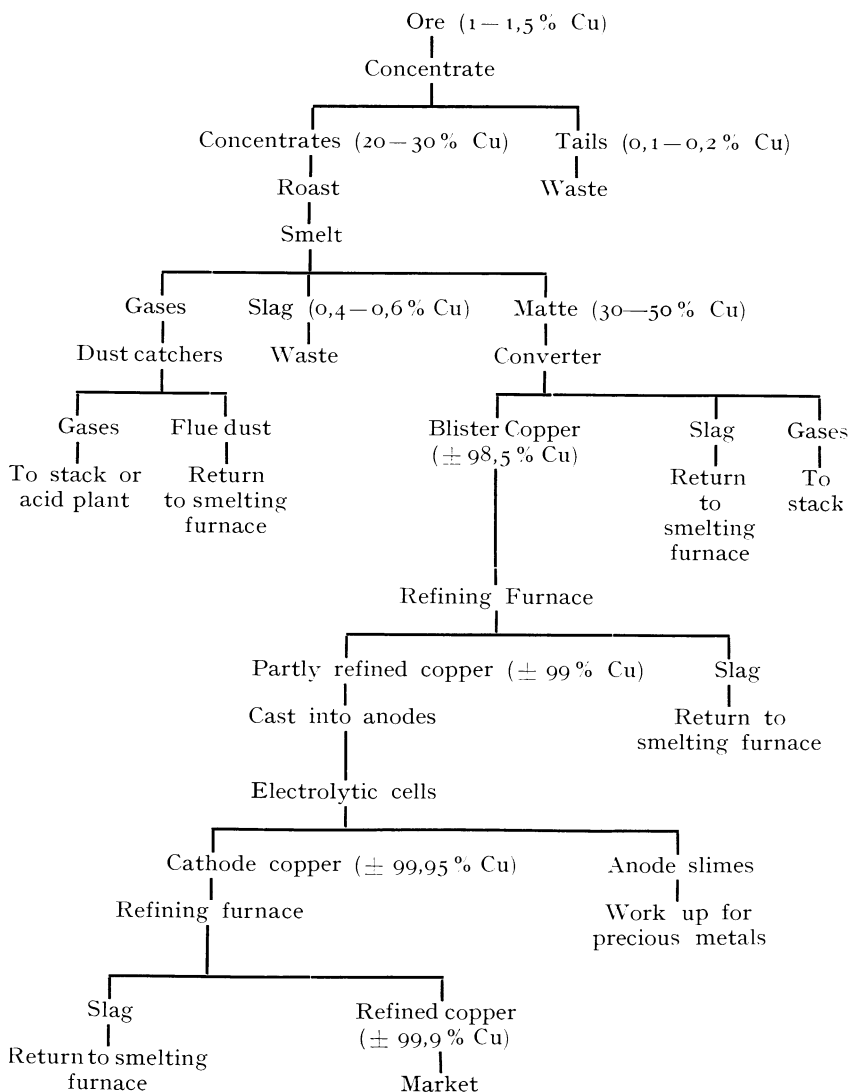 Ore (1—1,5% Cu)
Concentrate
Concentrates (20—30% Cu) Tails (0,1—0,2% Cu)
Roast Waste
Smelt
Gases Slag (0,4—0,6% Cu) Matte (30—50% Cu)
Dust catchers Waste Converter
Gases Flue dust Blister Copper Slag Gases
(± 98,5% Cu)
To stack or Return Return To
acid plant to smelting to stack
furnace smelting
furnace
Refining Furnace
Partly refined copper (± 99% Cu) Slag
Cast into anodes Return to
smelting furnace
Electrolytic cells
Cathode copper (± 99,95% Cu) Anode slimes
Refining furnace Work up for
precious metals
Slag Refined copper
(± 99,9% Cu)
Return to smelting Market
furnace